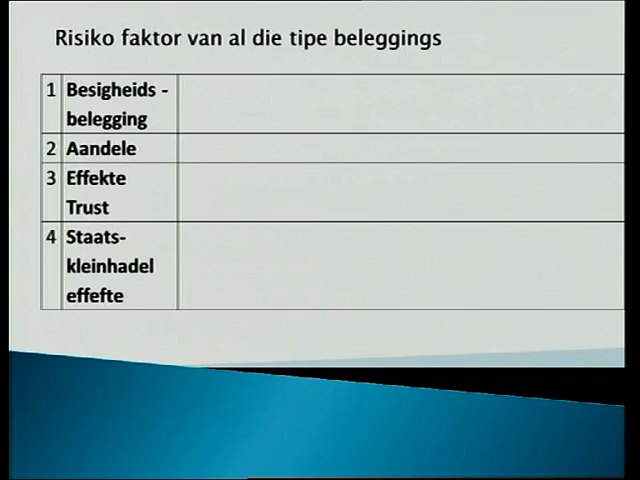 Risiko faktor van al die tipe beleggings
1 Besigheids -
belegging
2 Aandele
3 Effekte
Trust
4 Staats-
kleinhadel
effefte